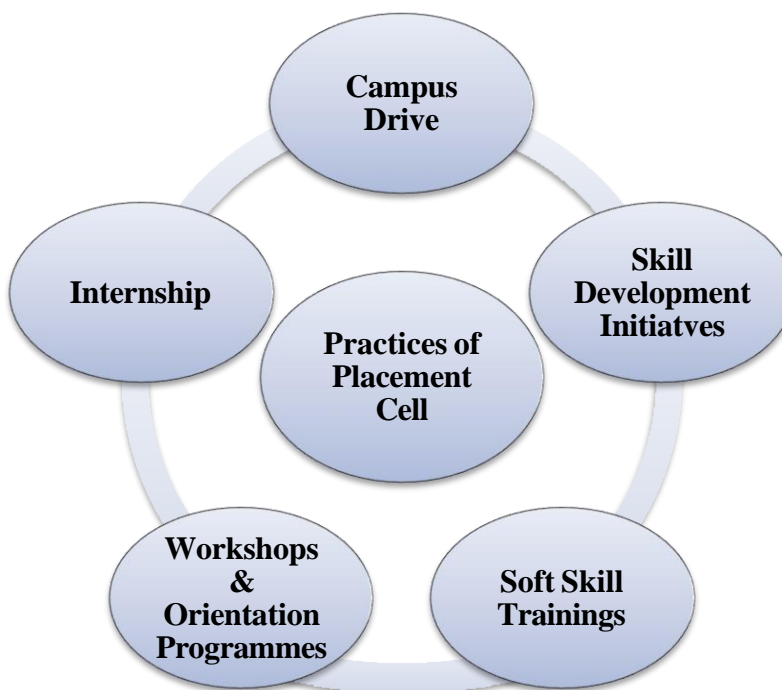 Campus
Drive
Internship
Skill
Development
Initiatves
Practices of
Placement
Cell
Workshops
&
Orientation
Programmes
Soft Skill
Trainings